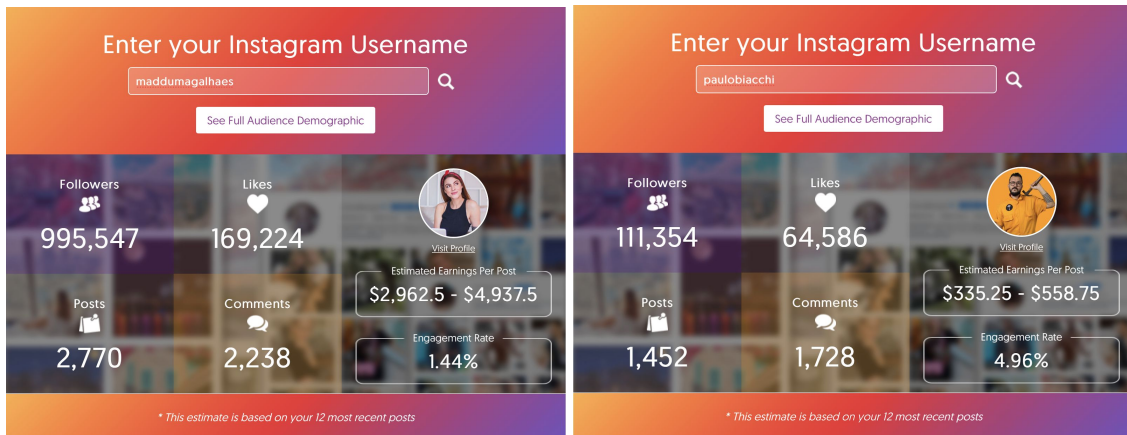 Enter your Instagram Username
maddumagalhaes
See Full Audience Demographic
Followers
995,547
Likes
169,224
Visit Profile
Estimated Earnings Per Post
$2,962.5 - $4,937.5
Posts
2,770
Comments
2,238
Engagement Rate
1.44%
* This estimate is based on your 12 most recent posts
Enter your Instagram Username
paulobiacchi
See Full Audience Demographic
Followers
111,354
Likes
64,586
Visit Profile
Estimated Earnings Per Post
$335.25 - $558.75
Posts
1,452
Comments
1,728
Engagement Rate
4.96%
* This estimate is based on your 12 most recent posts